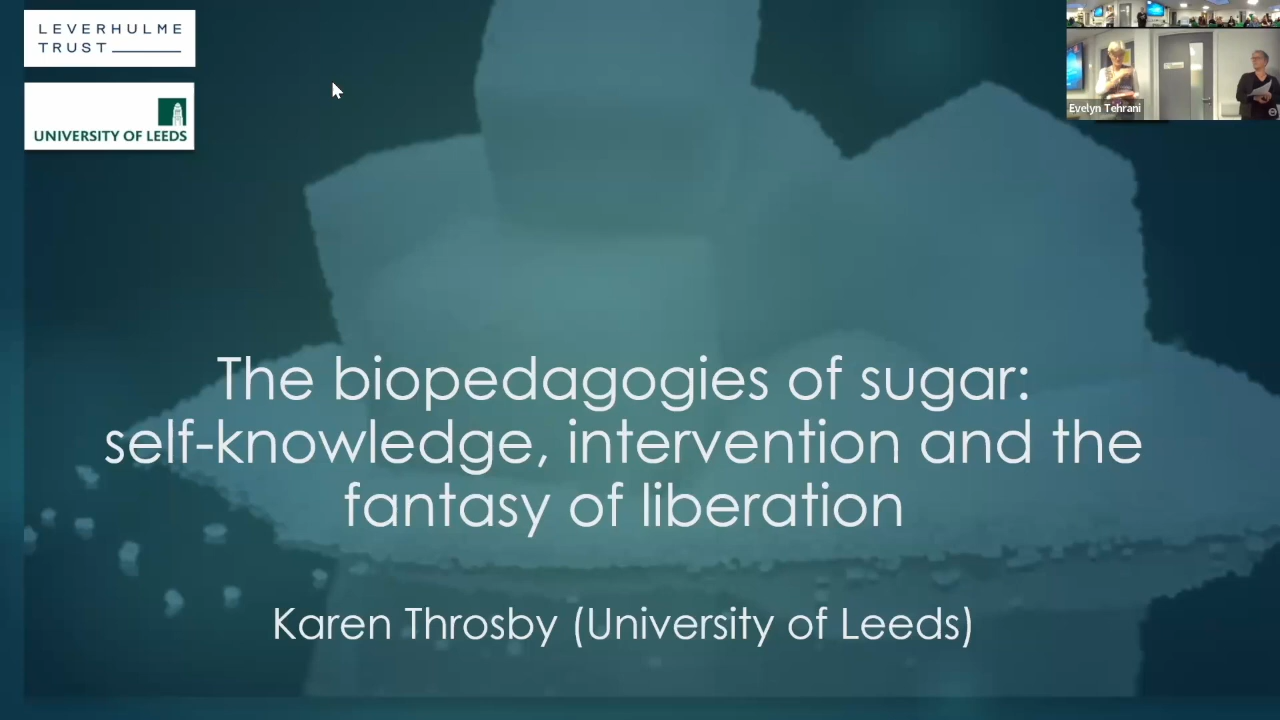 LEVERHULME
TRUST
UNIVERSITY OF LEEDS
Evelyn Tehrani
The biopedagogies of sugar:
self-knowledge, intervention and the
fantasy of liberation
Karen Throsby (University of Leeds)